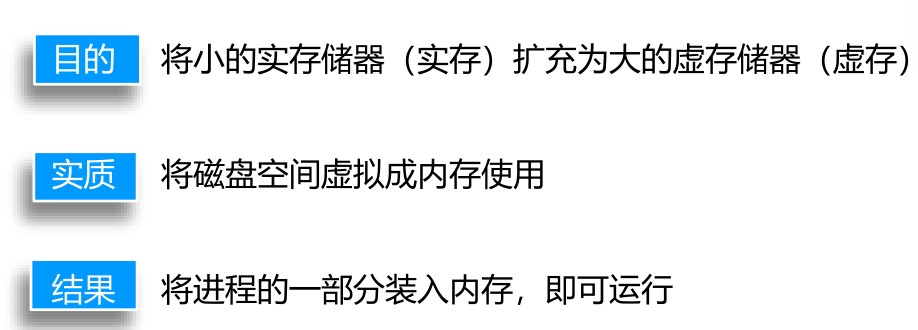 目的 将小的实存储器（实存）扩充为大的虚存储器（虚存）
实质 将磁盘空间虚拟成内存使用
结果 将进程的一部分装入内存，即可运行